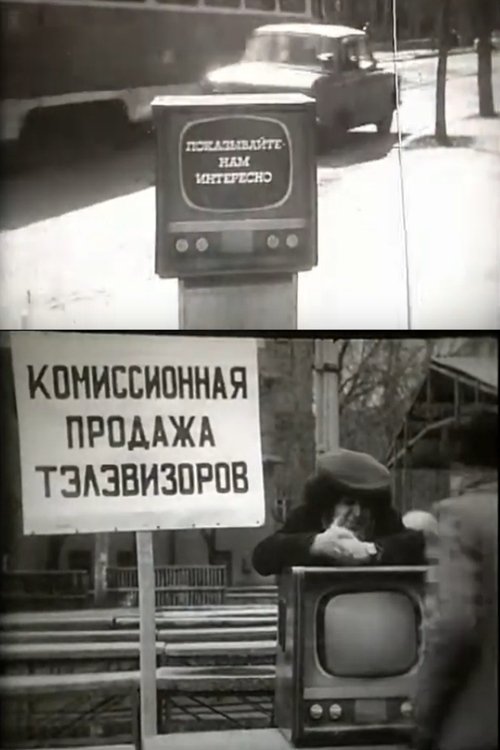 ПОКАЗЫВАЙТЕ-
НАМ
ИНТЕРЕСНО
КОМИССИОННАЯ
ПРОДАЖА
ТЭЛЭВИЗОРОВ